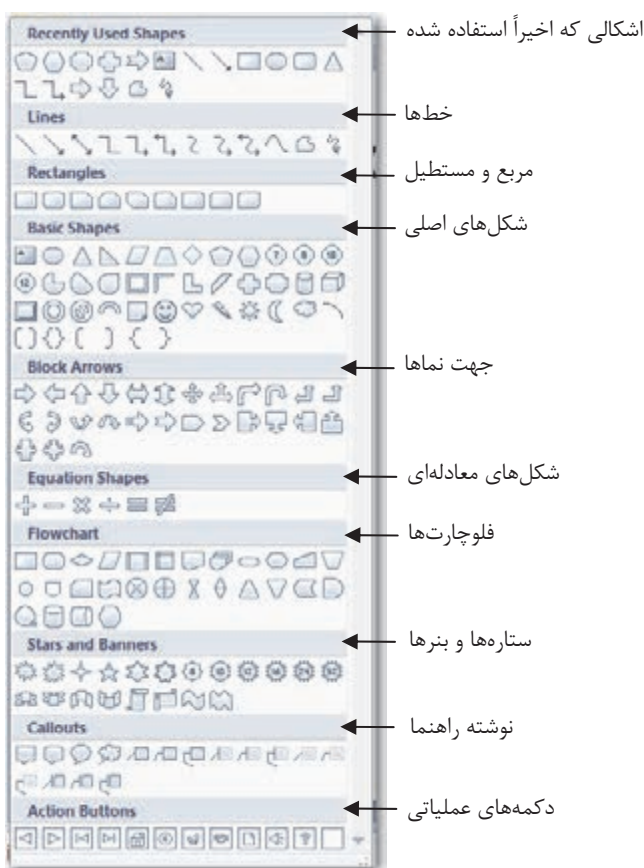 Recently Used Shapes
اشکالی که اخیراً استفاده شده
Lines
خط‌ها
Rectangles
مربع و مستطیل
Basic Shapes
شکل‌های اصلی
Block Arrows
جهت نماها
Equation Shapes
شکل‌های معادله‌ای
Flowchart
فلوچارت‌ها
Stars and Banners
ستاره‌ها و بنرها
Callouts
نوشته راهنما
Action Buttons
دکمه‌های عملیاتی